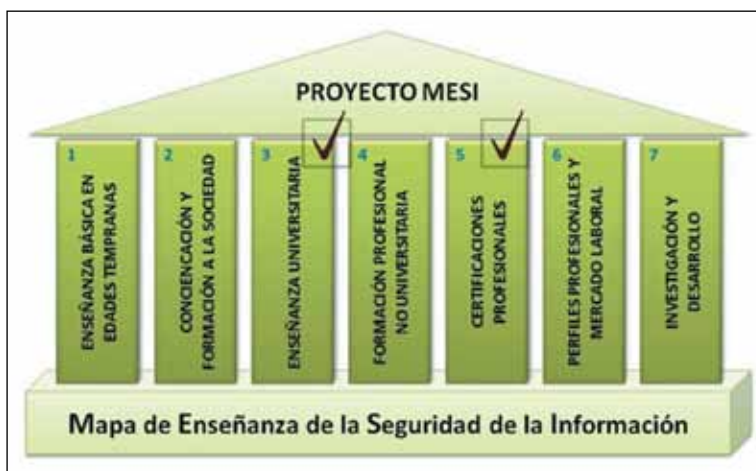 PROYECTO MESI
1
ENSEÑANZA BÁSICA EN
EDADES TEMPRANAS
2
CONCIENCACIÓN Y
FORMACIÓN A LA SOCIEDAD
3
ENSEÑANZA UNIVERSITARIA
4
FORMACIÓN PROFESIONAL
NO UNIVERSITARIA
5
CERTIFICACIONES
PROFESIONALES
6
PERFILES PROFESIONALES Y
MERCADO LABORAL
7
INVESTIGACIÓN Y
DESARROLLO
Mapa de Enseñanza de la Seguridad de la Información